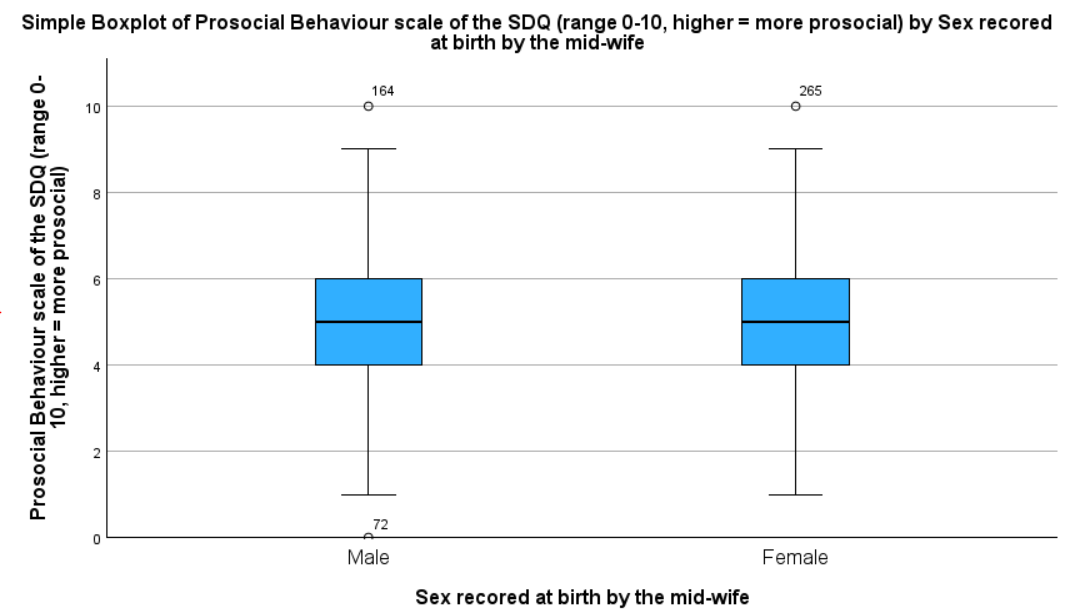 Simple Boxplot of Prosocial Behaviour scale of the SDQ (range 0-10, higher = more prosocial) by Sex recored
at birth by the mid-wife
Prosocial Behaviour scale of the SDQ (range 0-
10, higher = more prosocial)
10
8
6
4
2
0
164
265
72
Male
Female
Sex recored at birth by the mid-wife